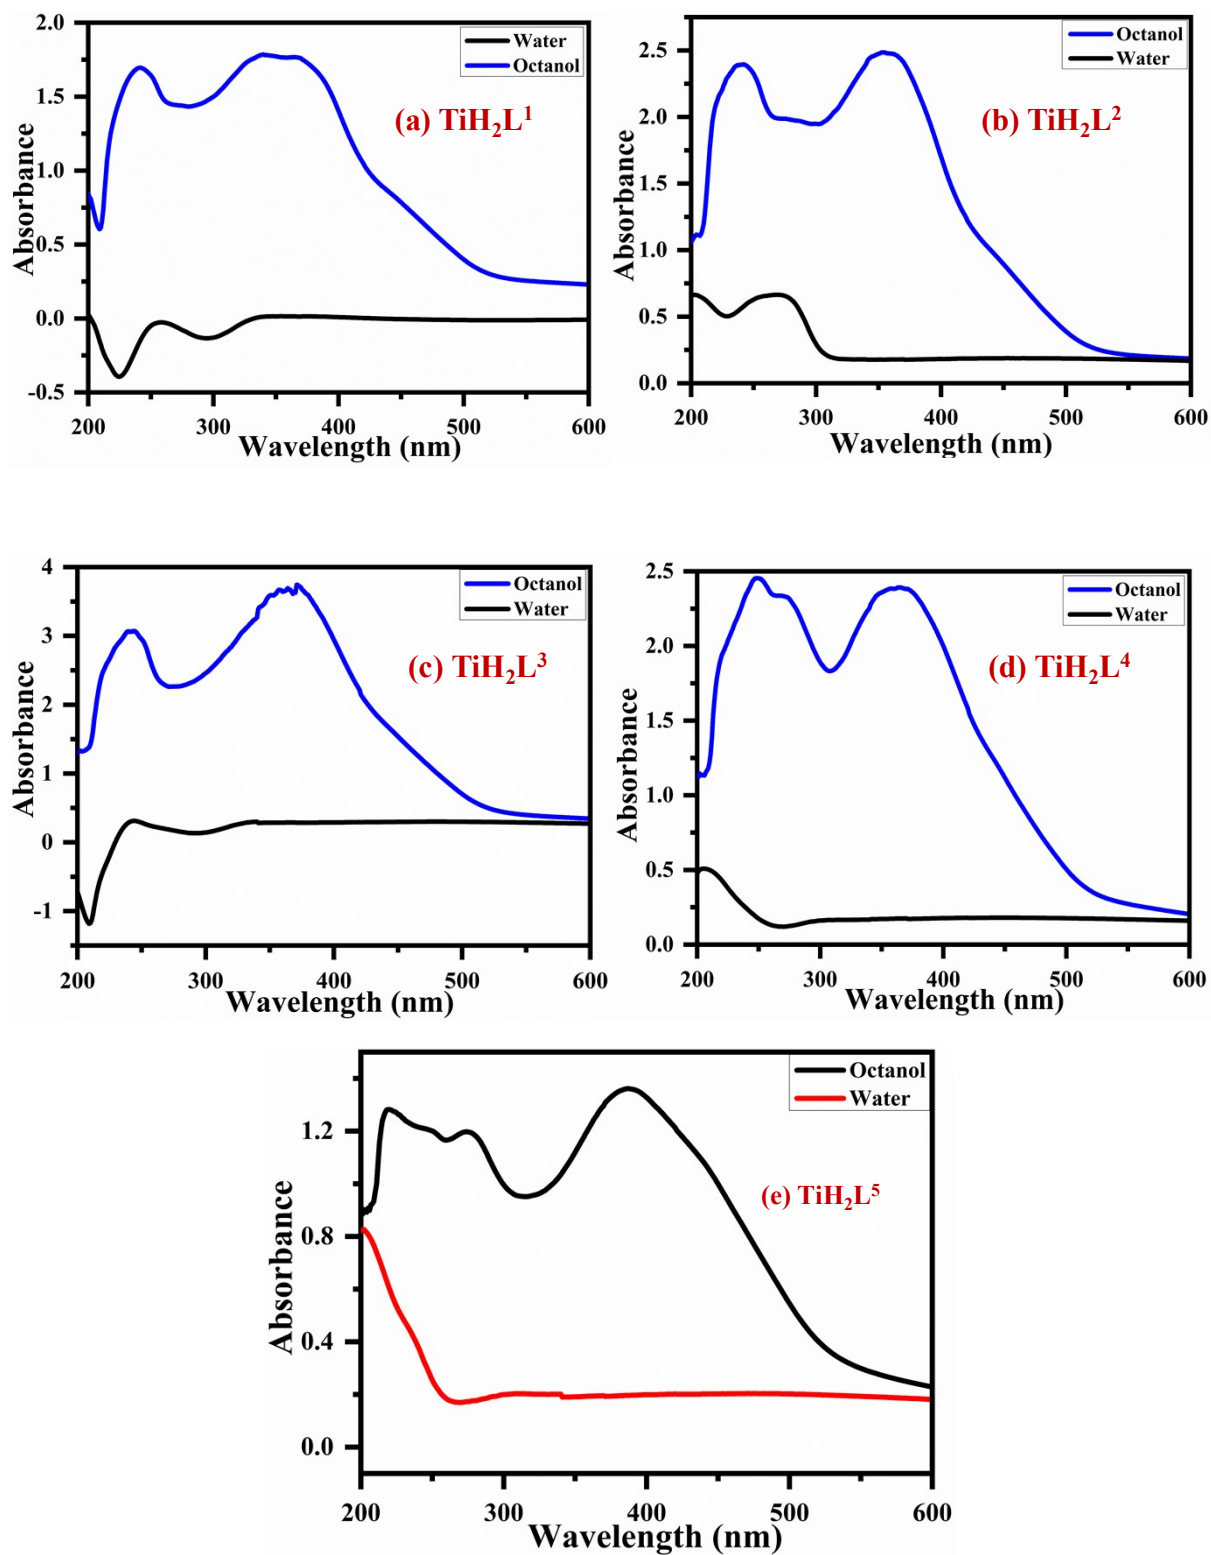 Water
Octanol
(a) TiH₂L¹
Absorbance
2.0
1.5
1.0
0.5
0.0
-0.5
200 300 400 500 600
Wavelength (nm)
Octanol
Water
(b) TiH₂L²
Absorbance
2.5
2.0
1.5
1.0
0.5
0.0
200 300 400 500 600
Wavelength (nm)
Octanol
Water
(c) TiH₂L³
Absorbance
4
3
2
1
0
-1
200 300 400 500 600
Wavelength (nm)
Octanol
Water
(d) TiH₂L⁴
Absorbance
2.5
2.0
1.5
1.0
0.5
0.0
200 300 400 500 600
Wavelength (nm)
Octanol
Water
(e) TiH₂L⁵
Absorbance
1.2
0.8
0.4
0.0
200 300 400 500 600
Wavelength (nm)